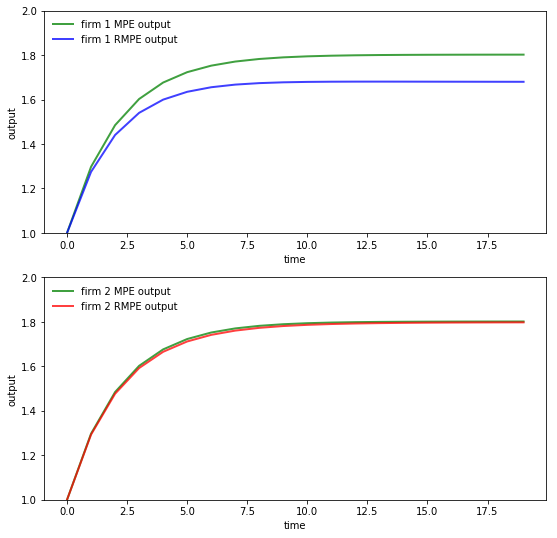 2.0
firm 1 MPE output
firm 1 RMPE output
1.8
1.6
output
1.4
1.2
1.0
0.0 2.5 5.0 7.5 10.0 12.5 15.0 17.5
time
2.0
firm 2 MPE output
firm 2 RMPE output
1.8
1.6
output
1.4
1.2
1.0
0.0 2.5 5.0 7.5 10.0 12.5 15.0 17.5
time